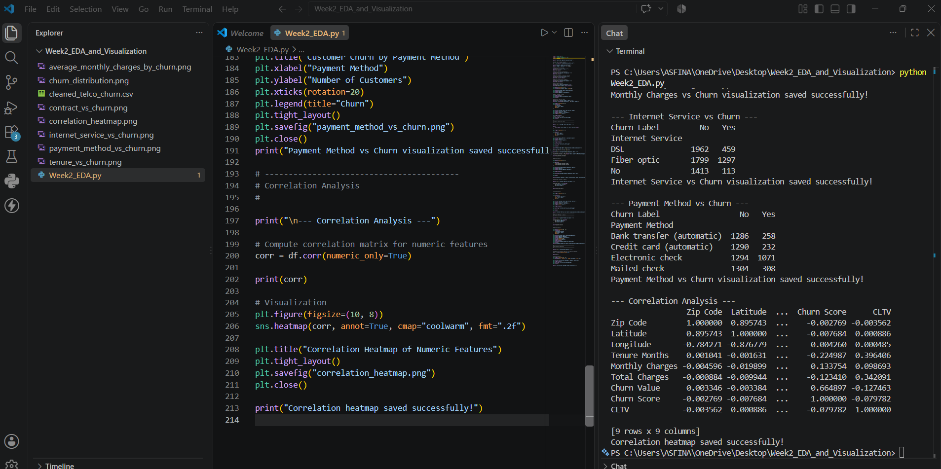 File Edit Selection View Go Run Terminal Help
Week2_EDA_and_Visualization
Explorer
Week2_EDA_and_Visualization
average_monthly_charges_by_churn.png
churn_distribution.png
cleaned_telco_churn.csv
contract_vs_churn.png
correlation_heatmap.png
internet_service_vs_churn.png
payment_method_vs_churn.png
tenure_vs_churn.png
Week2_EDA.py 1
Timeline
Welcome
Week2_EDA.py 1
Week2_EDA.py > ...
183 plt.title("Customer Churn by Payment Method")
184 plt.xlabel("Payment Method")
185 plt.ylabel("Number of Customers")
186 plt.xticks(rotation=20)
187 plt.legend(title="Churn")
188 plt.tight_layout()
189 plt.savefig("payment_method_vs_churn.png")
190 plt.close()
191 print("Payment Method vs Churn visualization saved successfull
192
193 # ----------------------------------------
194 # Correlation Analysis
195 #
196
197 print("\n--- Correlation Analysis ---")
198
199 # Compute correlation matrix for numeric features
200 corr = df.corr(numeric_only=True)
201
202 print(corr)
203
204 # Visualization
205 plt.figure(figsize=(10, 8))
206 sns.heatmap(corr, annot=True, cmap="coolwarm", fmt=".2f")
207
208 plt.title("Correlation Heatmap of Numeric Features")
209 plt.tight_layout()
210 plt.savefig("correlation_heatmap.png")
211 plt.close()
212
213 print("Correlation heatmap saved successfully!")
214
Chat
Terminal
PS C:\Users\ASFINA\OneDrive\Desktop\Week2_EDA_and_Visualization> python
Week2_EDA.py
Monthly Charges vs Churn visualization saved successfully!
--- Internet Service vs Churn ---
Churn Label No Yes
Internet Service
DSL 1962 459
Fiber optic 1799 1297
No 1413 113
Internet Service vs Churn visualization saved successfully!
--- Payment Method vs Churn ---
Churn Label No Yes
Payment Method
Bank transfer (automatic) 1286 258
Credit card (automatic) 1290 232
Electronic check 1294 1071
Mailed check 1304 308
Payment Method vs Churn visualization saved successfully!
--- Correlation Analysis ---
Zip Code Latitude ... Churn Score CLTV
Zip Code 1.000000 0.895743 ... -0.002769 -0.003562
Latitude 0.895743 1.000000 ... -0.007684 0.000886
Longitude 0.784271 0.876779 ... 0.004260 0.000485
Tenure Months 0.001041 -0.001631 ... -0.224987 0.396406
Monthly Charges -0.004596 -0.019899 ... 0.133754 0.098693
Total Charges -0.000884 -0.009944 ... -0.123410 0.342091
Churn Value 0.003346 -0.003384 ... 0.664897 -0.127463
Churn Score -0.002769 -0.007684 ... 1.000000 -0.079782
CLTV -0.003562 0.000886 ... -0.079782 1.000000
[9 rows x 9 columns]
Correlation heatmap saved successfully!
PS C:\Users\ASFINA\OneDrive\Desktop\Week2_EDA_and_Visualization>
Chat